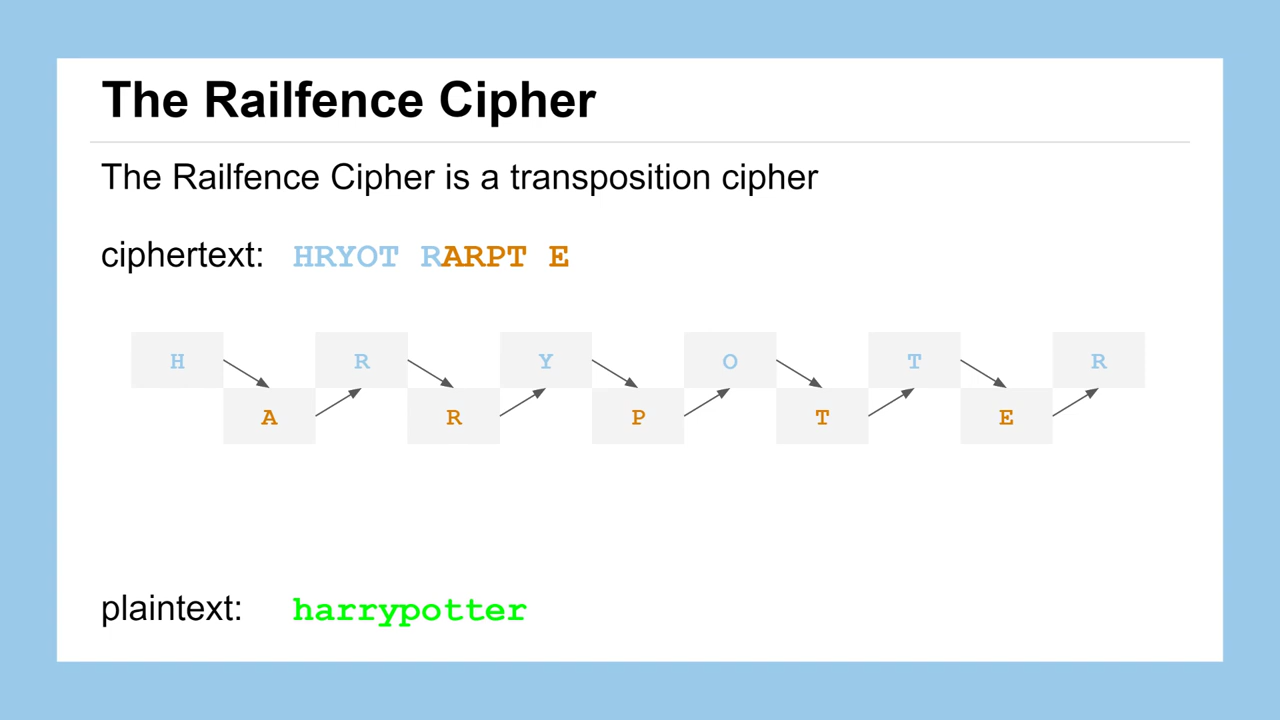 The Railfence Cipher
The Railfence Cipher is a transposition cipher
ciphertext: HRYOT RARPT E
H R Y O T R
A R P T E
plaintext: harrypotter